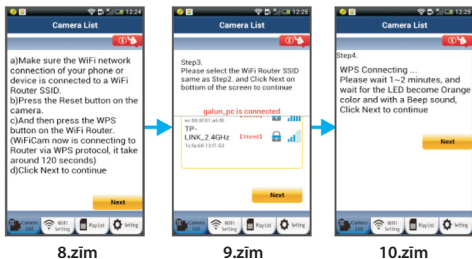 12:24
Camera List
a)Make sure the WiFi network
connection of your phone or
device is connected to a WiFi
Router SSID.
b)Press the Reset button on the
camera.
c)And then press the WPS
button on the WiFi Router.
(WiFiCam now is connecting to
Router via WPS protocol, it take
around 120 seconds)
d)Click Next to continue
Next
Camera List
WIFI Setting
PlayList
Setting
8.zīm
12:25
Camera List
Step3.
Please select the WiFi Router SSID
same as Step2. and Click Next on
bottom of the screen to continue
galun_pc is connected
TP-
LINK_2.4GHz
[Stored]
Next
Camera List
WIFI Setting
PlayList
Setting
9.zīm
12:25
Camera List
Step4.
WPS Connecting ...
Please wait 1~2 minutes, and
wait for the LED become Orange
color and with a Beep sound,
Click Next to continue
Next
Camera List
WIFI Setting
PlayList
Setting
10.zīm